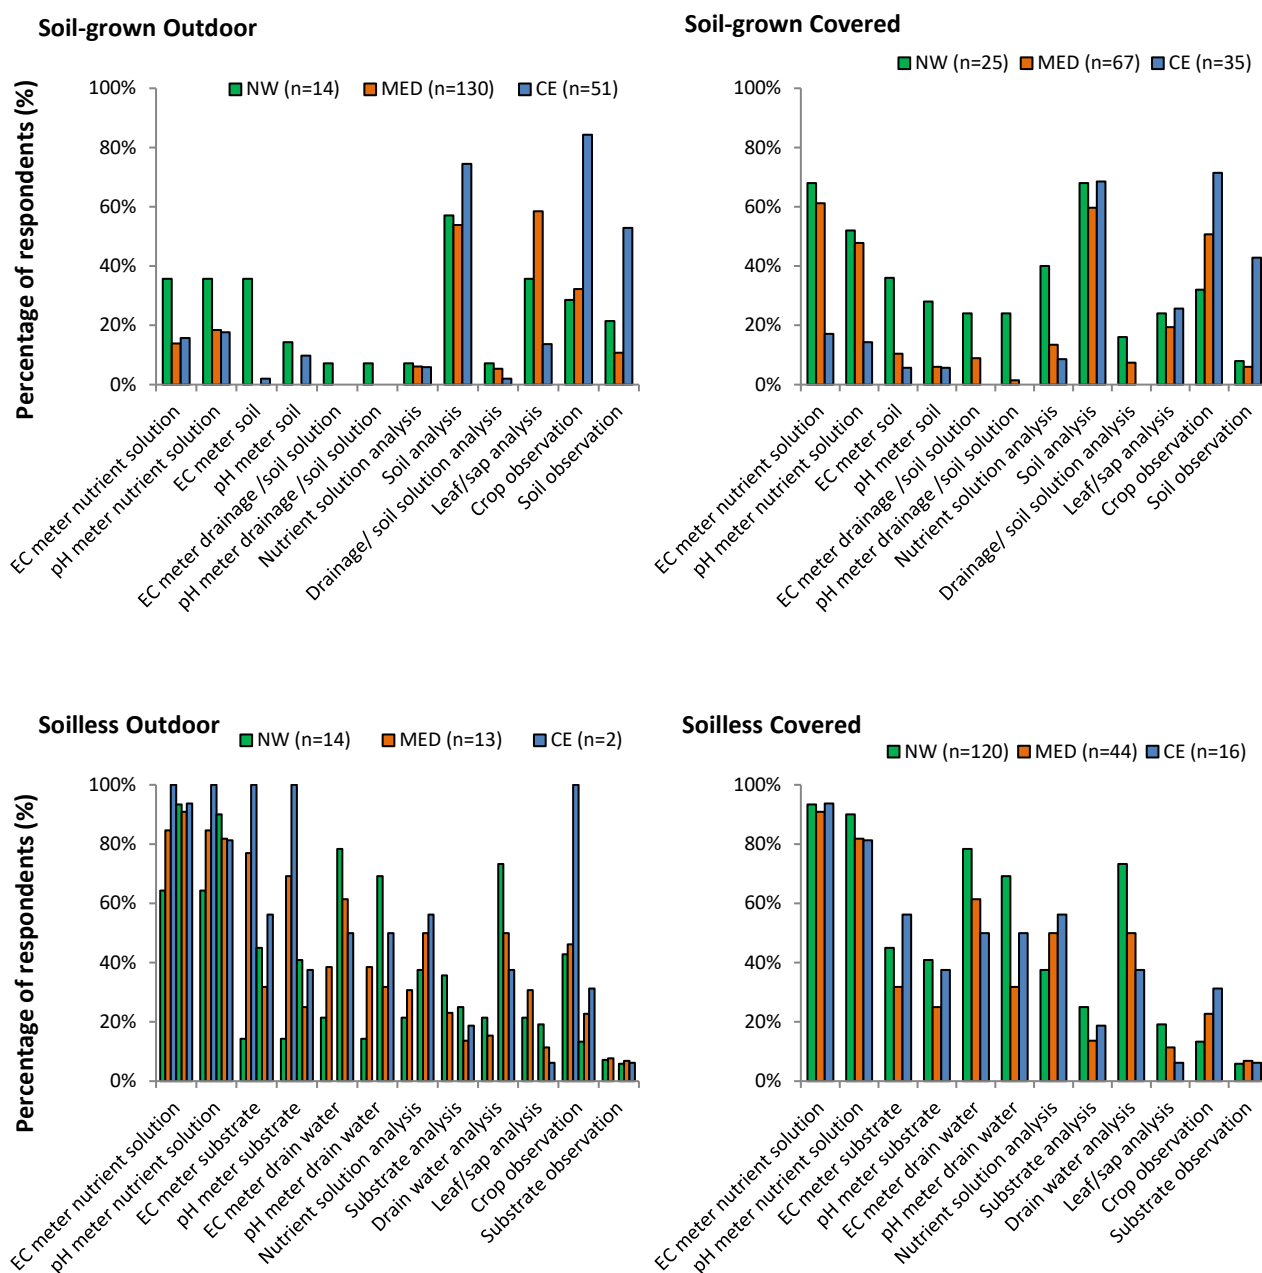 Soil-grown Outdoor
NW (n=14) MED (n=130) CE (n=51)
Percentage of respondents (%)
100%
80%
60%
40%
20%
0%
EC meter nutrient solution
pH meter nutrient solution
EC meter soil
pH meter soil
EC meter drainage /soil solution
pH meter drainage /soil solution
Nutrient solution analysis
Soil analysis
Drainage/ soil solution analysis
Leaf/sap analysis
Crop observation
Soil observation
Soil-grown Covered
NW (n=25) MED (n=67) CE (n=35)
100%
80%
60%
40%
20%
0%
EC meter nutrient solution
pH meter nutrient solution
EC meter soil
pH meter soil
EC meter drainage /soil solution
pH meter drainage /soil solution
Nutrient solution analysis
Soil analysis
Drainage/ soil solution analysis
Leaf/sap analysis
Crop observation
Soil observation
Soilless Outdoor
NW (n=14) MED (n=13) CE (n=2)
Percentage of respondents (%)
100%
80%
60%
40%
20%
0%
EC meter nutrient solution
pH meter nutrient solution
EC meter substrate
pH meter substrate
EC meter drain water
pH meter drain water
Nutrient solution analysis
Substrate analysis
Drain water analysis
Leaf/sap analysis
Crop observation
Substrate observation
Soilless Covered
NW (n=120) MED (n=44) CE (n=16)
100%
80%
60%
40%
20%
0%
EC meter nutrient solution
pH meter nutrient solution
EC meter substrate
pH meter substrate
EC meter drain water
pH meter drain water
Nutrient solution analysis
Substrate analysis
Drain water analysis
Leaf/sap analysis
Crop observation
Substrate observation